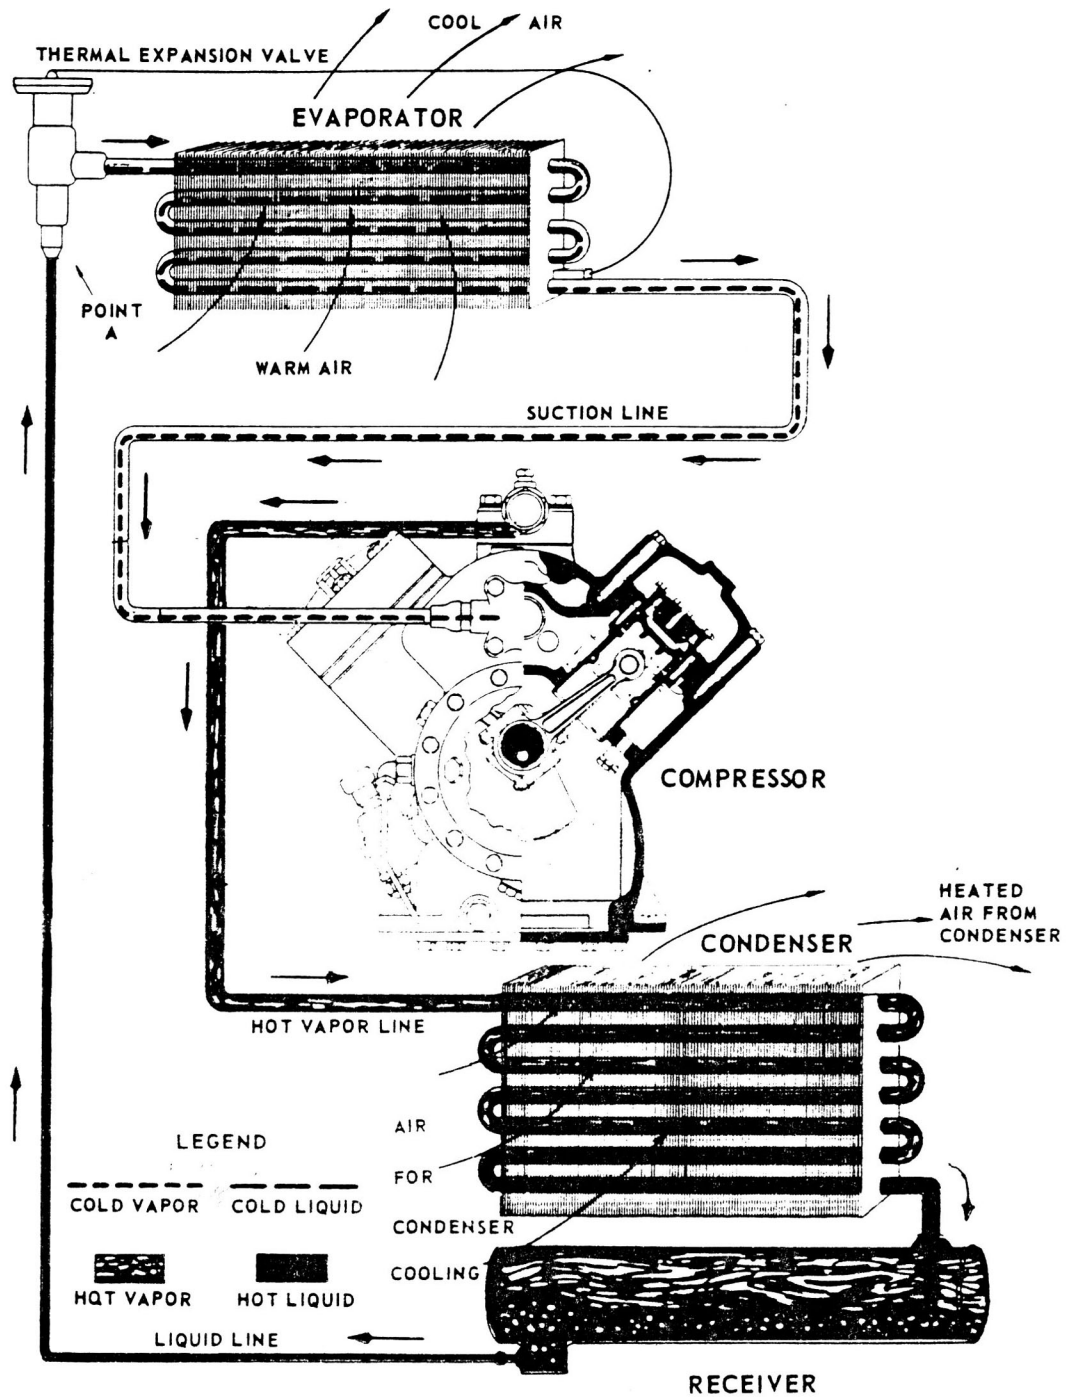 COOL AIR
THERMAL EXPANSION VALVE
EVAPORATOR
POINT
A
WARM AIR
SUCTION LINE
COMPRESSOR
HEATED
AIR FROM
CONDENSER
CONDENSER
HOT VAPOR LINE
AIR
FOR
CONDENSER
COOLING
LEGEND
COLD VAPOR COLD LIQUID
HOT VAPOR HOT LIQUID
LIQUID LINE
RECEIVER